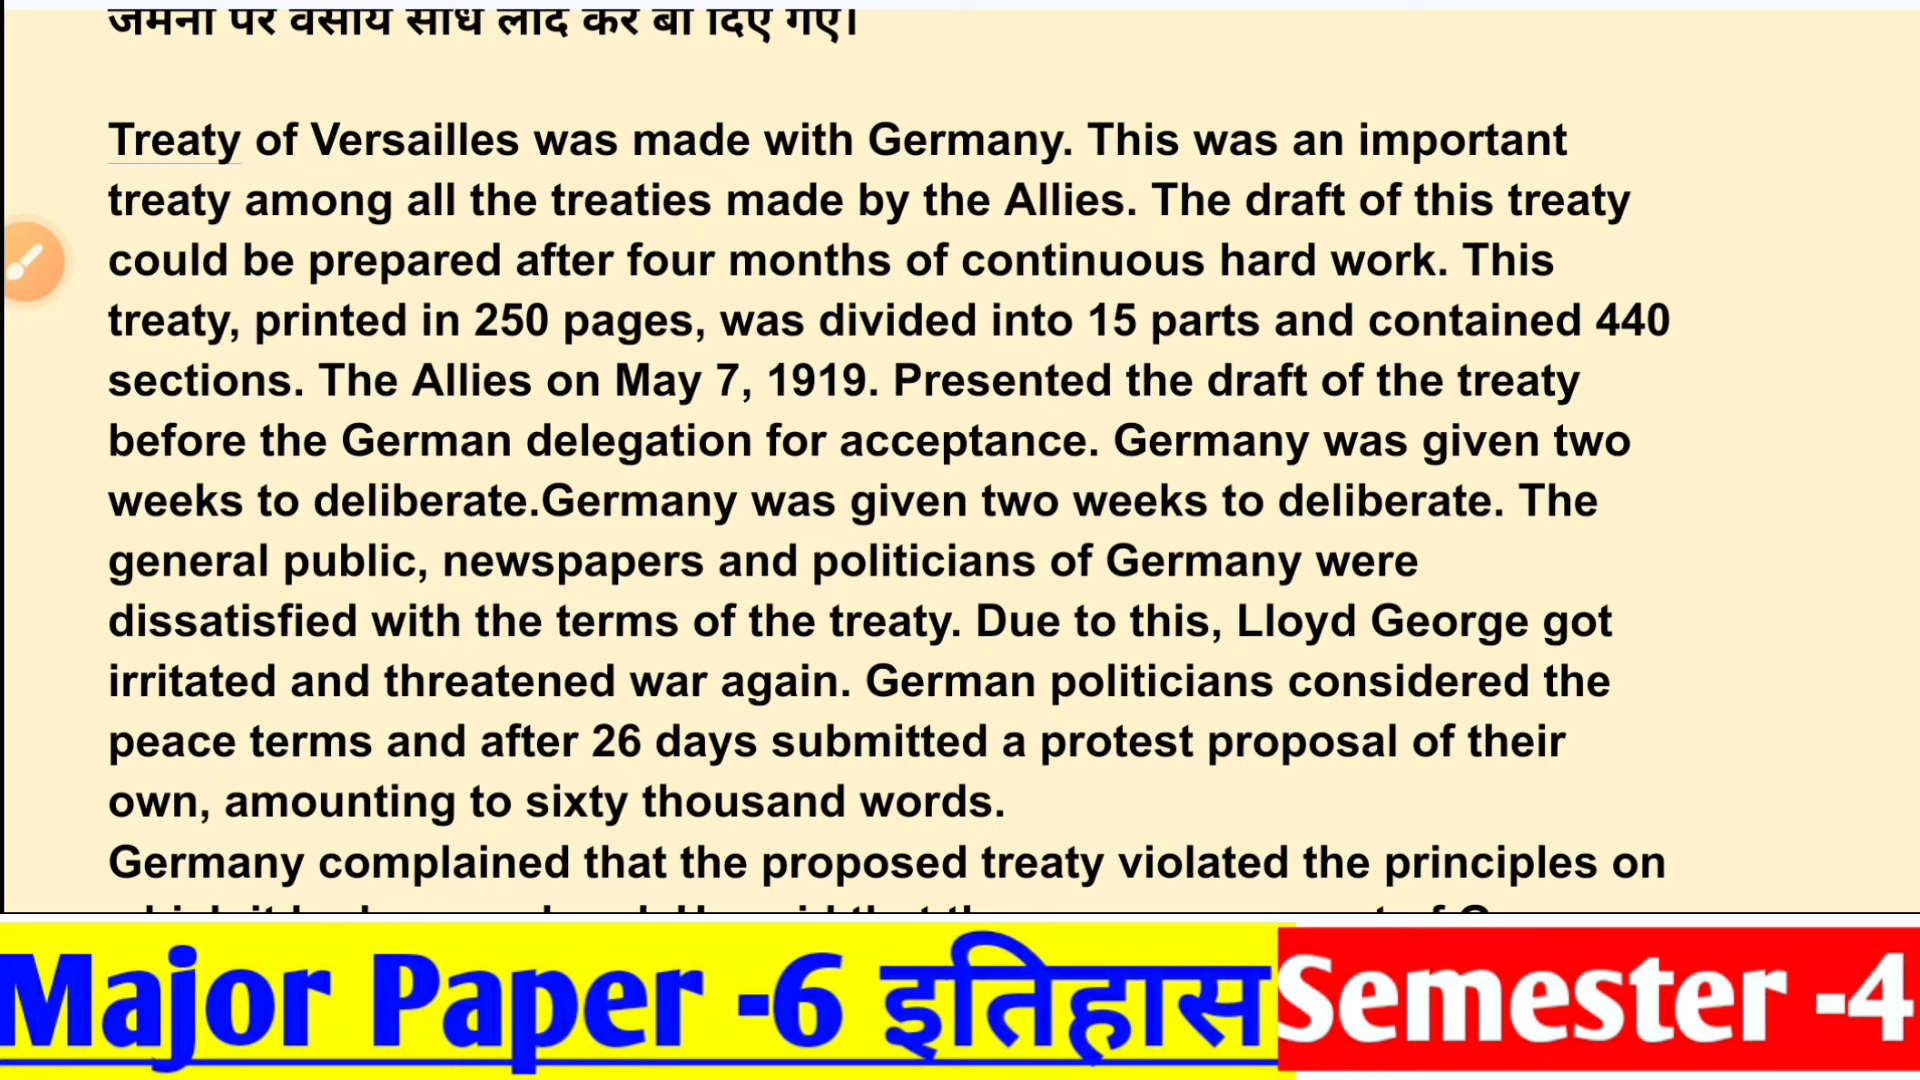 पर लाद कर दिए गए।
Treaty of Versailles was made with Germany. This was an important
treaty among all the treaties made by the Allies. The draft of this treaty
could be prepared after four months of continuous hard work. This
treaty, printed in 250 pages, was divided into 15 parts and contained 440
sections. The Allies on May 7, 1919. Presented the draft of the treaty
before the German delegation for acceptance. Germany was given two
weeks to deliberate.Germany was given two weeks to deliberate. The
general public, newspapers and politicians of Germany were
dissatisfied with the terms of the treaty. Due to this, Lloyd George got
irritated and threatened war again. German politicians considered the
peace terms and after 26 days submitted a protest proposal of their
own, amounting to sixty thousand words.
Germany complained that the proposed treaty violated the principles on
Major Paper -6 इतिहास Semester -4